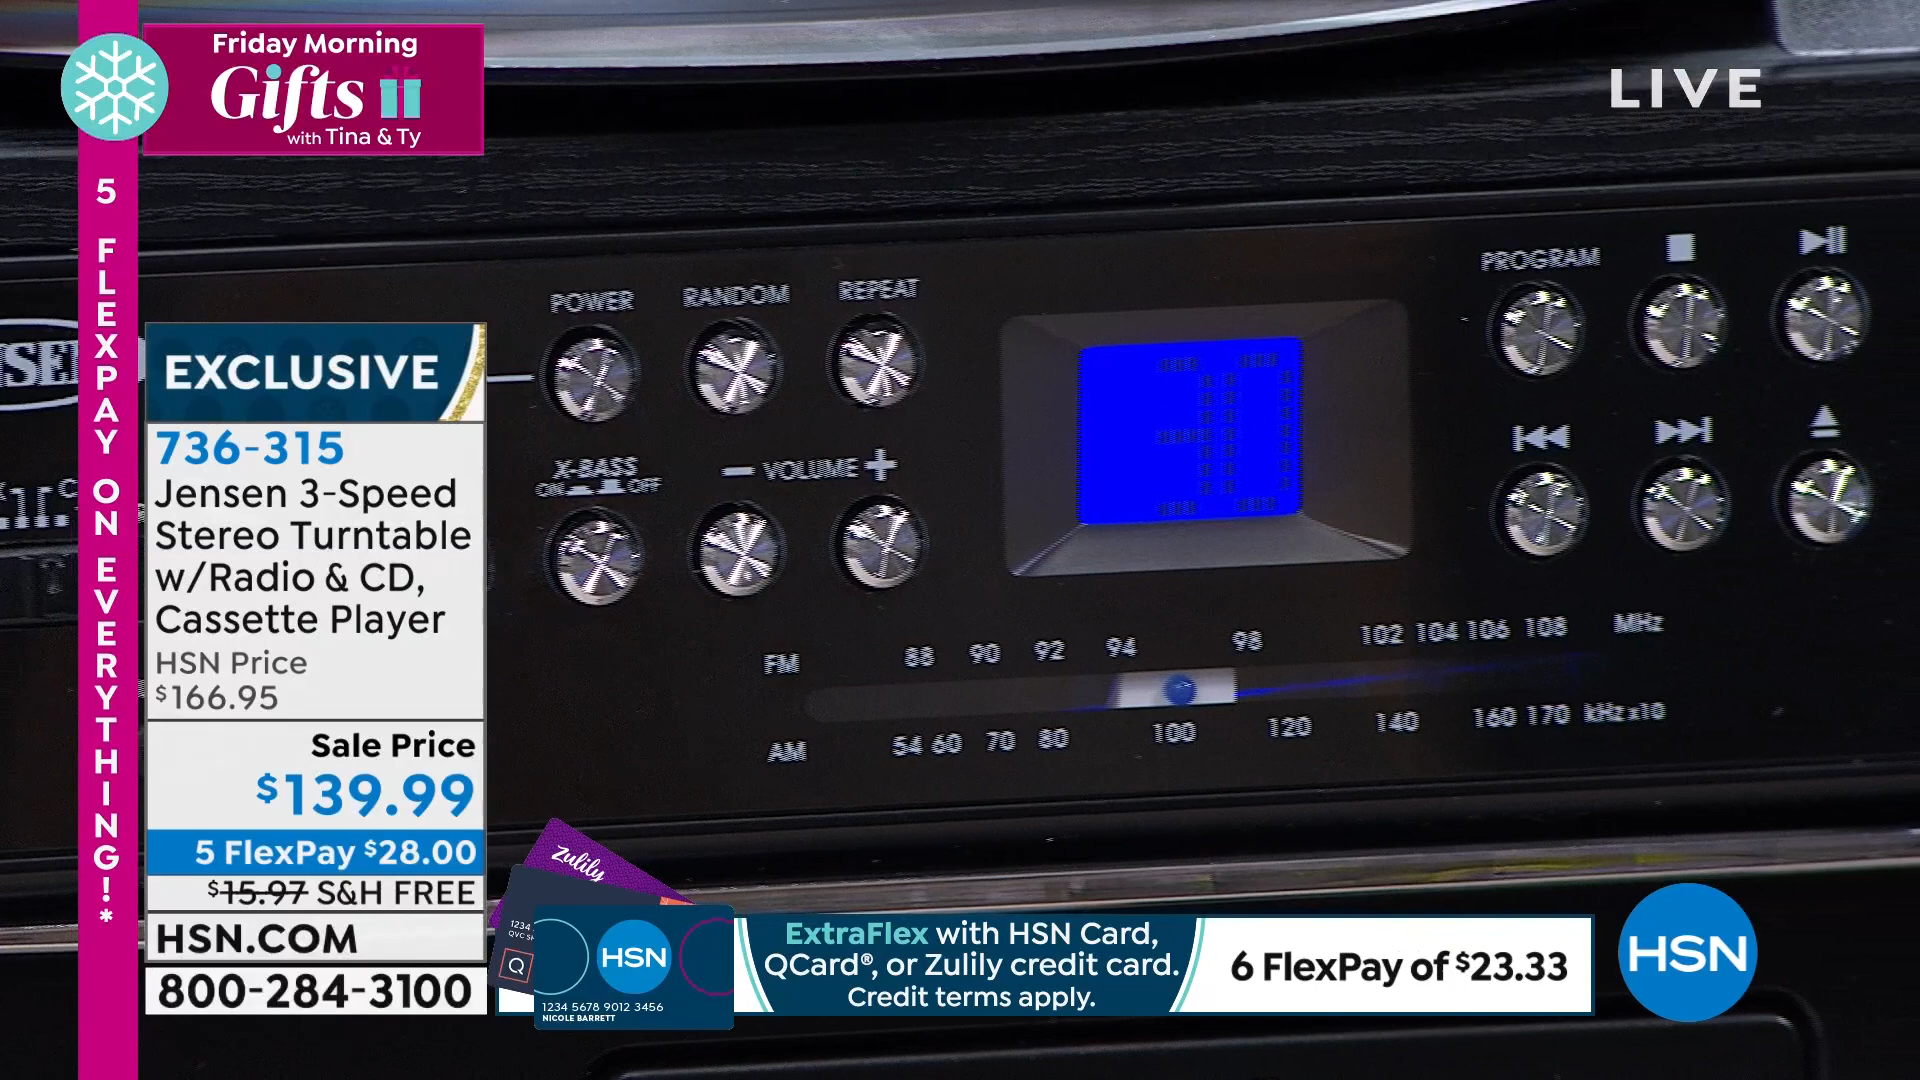 Friday Morning
Gifts
with Tina & Ty
LIVE
5 FLEXPAY ON EVERYTHING!*
EXCLUSIVE
736-315
Jensen 3-Speed
Stereo Turntable
w/Radio & CD,
Cassette Player
HSN Price
$166.95
Sale Price
$139.99
5 FlexPay $28.00
$15.97 S&H FREE
HSN.COM
800-284-3100
POWER RANDOM REPEAT
X-BASS
ON OFF
— VOLUME +
PROGRAM
FM 88 90 92 94 98 102 104 106 108 MHz
AM 54 60 70 80 100 120 140 160 170 kHz x10
Zulily
1234
Q
HSN
1234 5678 9012 3456
NICOLE BARRETT
ExtraFlex with HSN Card,
QCard®, or Zulily credit card.
Credit terms apply.
6 FlexPay of $23.33
HSN